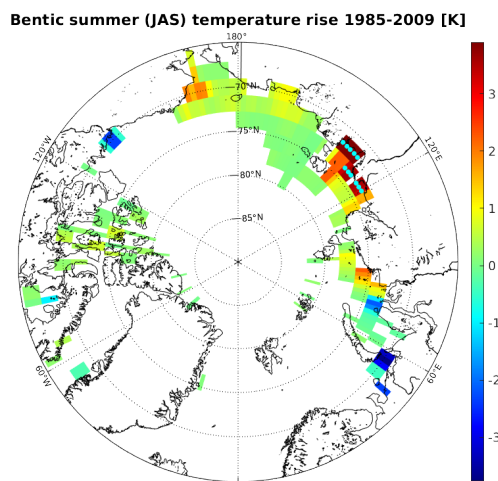 Bentic summer (JAS) temperature rise 1985-2009 [K]
180°
70°N
75°N
80°N
85°N
120°W
120°E
60°W
60°E
3
2
1
0
-1
-2
-3